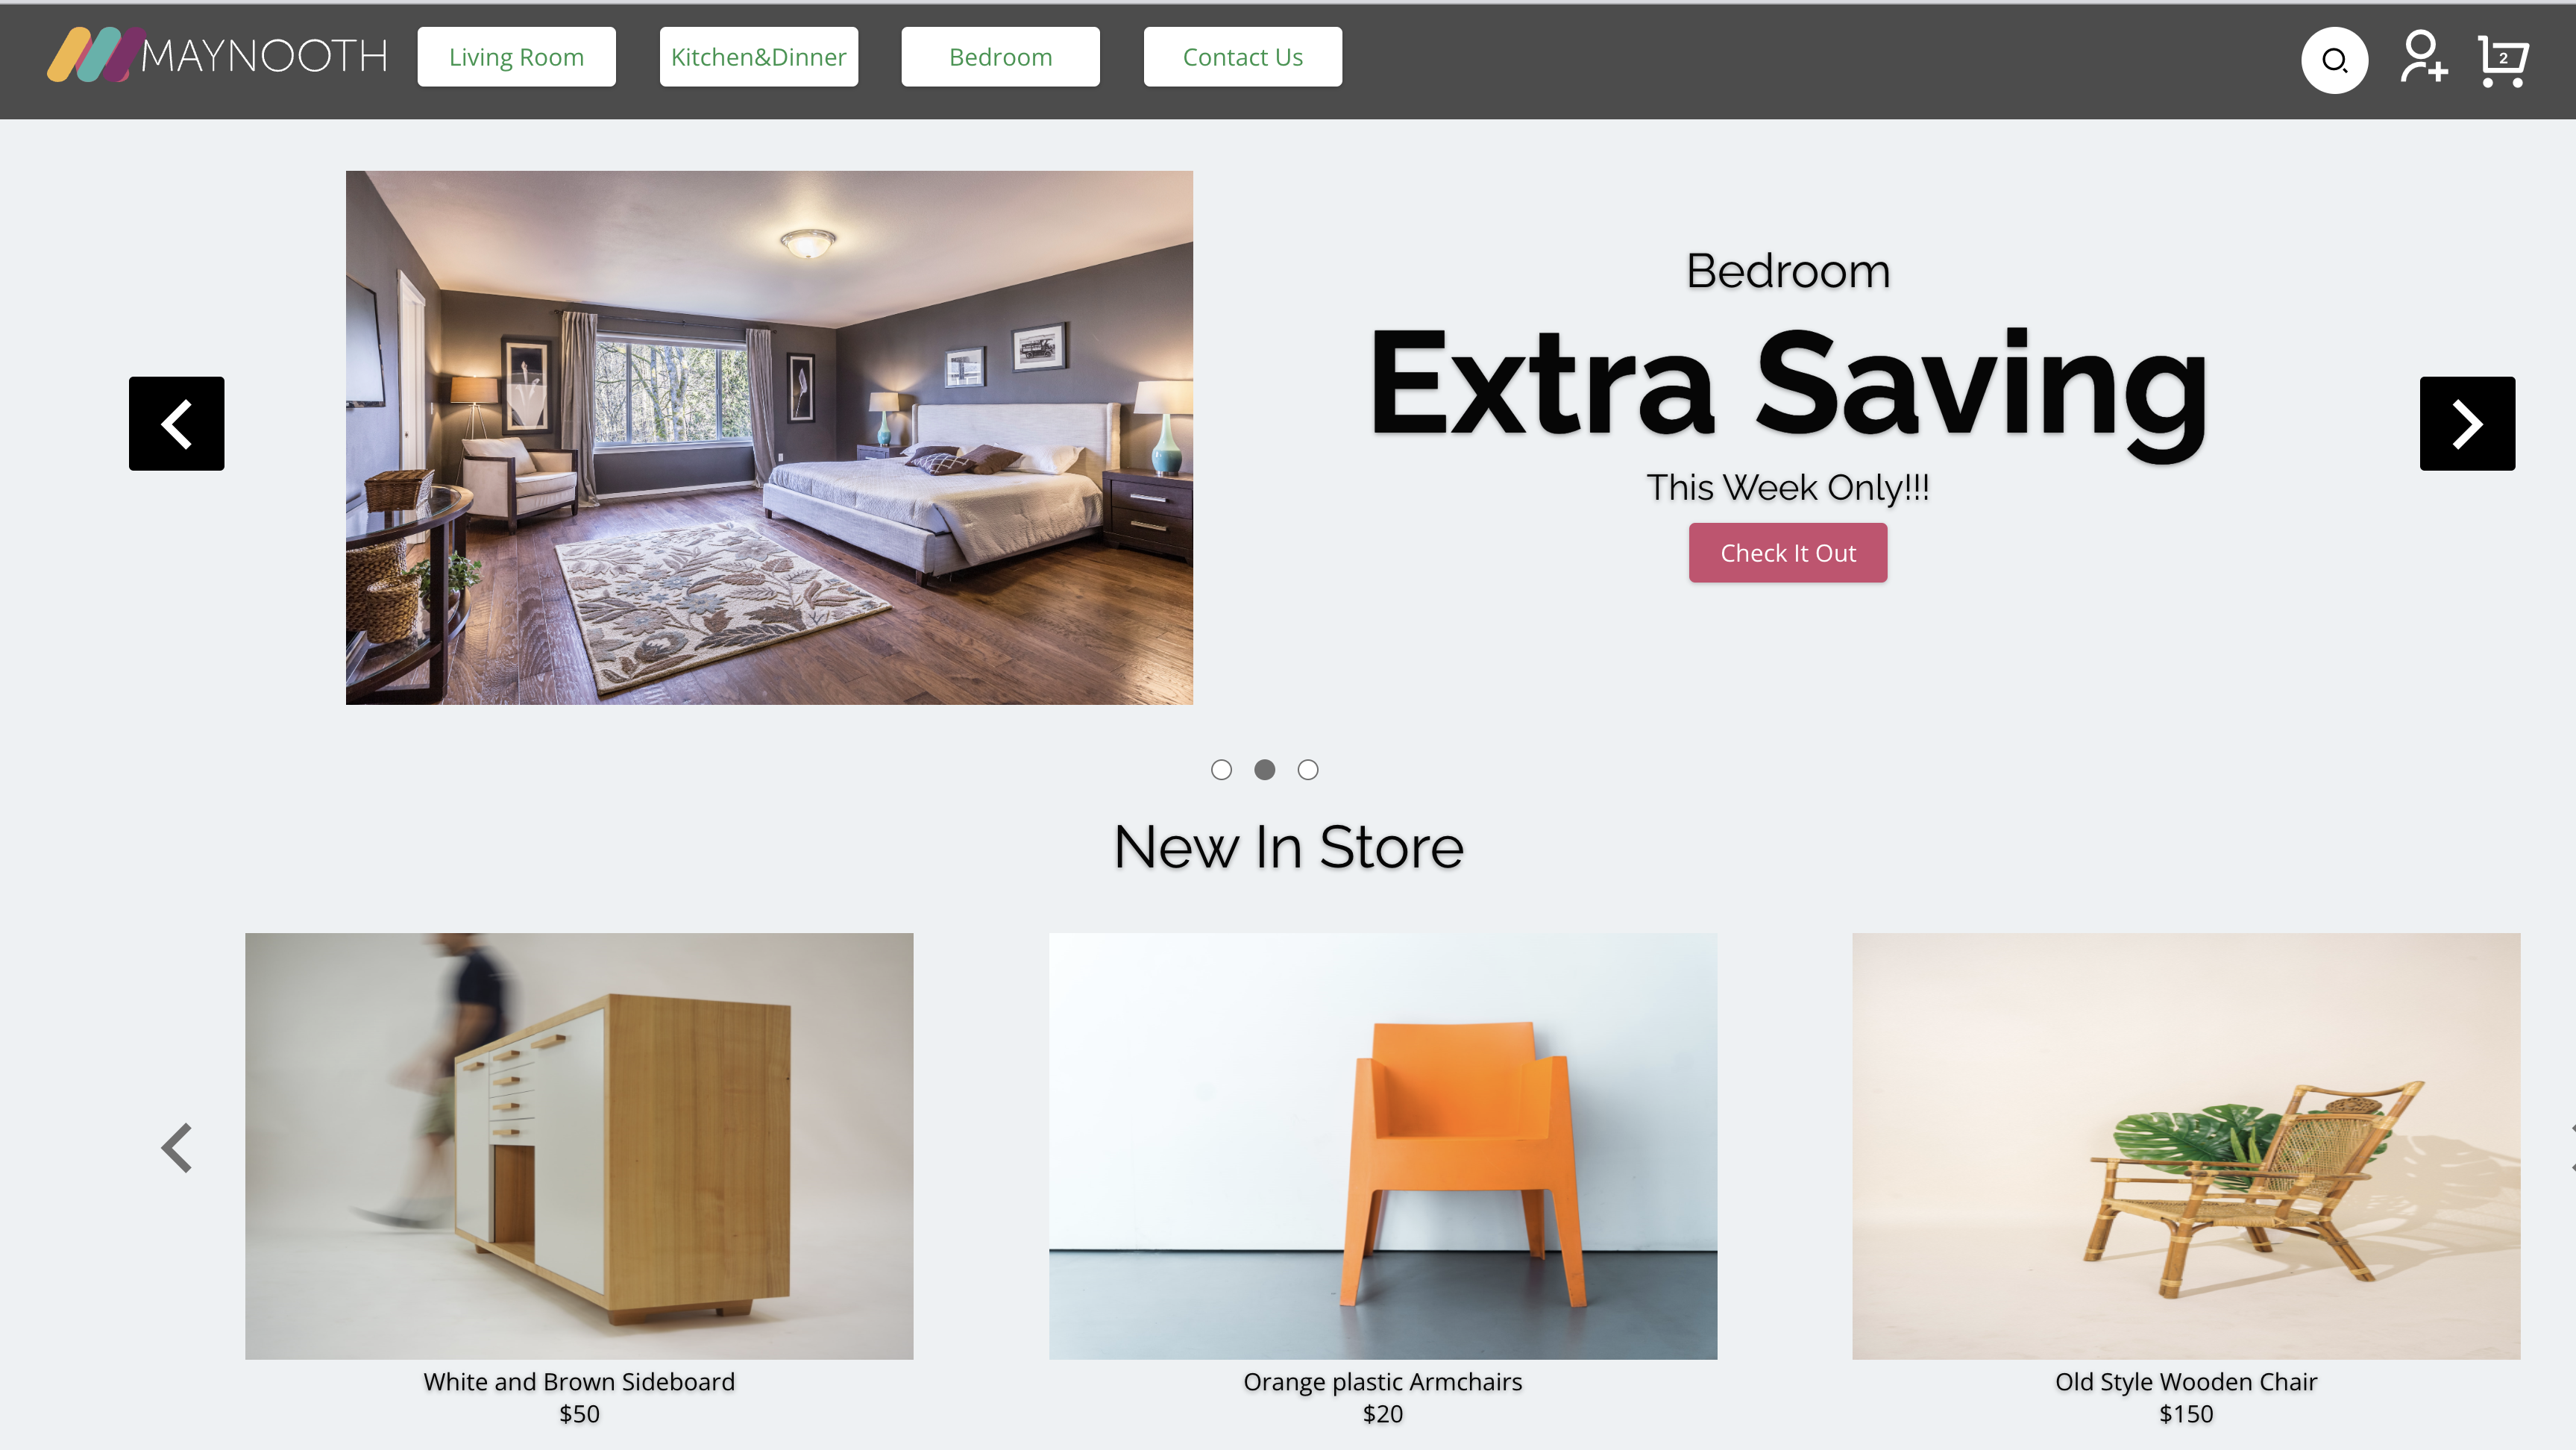 MAYNOOTH
Living Room
Kitchen&Dinner
Bedroom
Contact Us
2
Bedroom
Extra Saving
This Week Only!!!
Check It Out
New In Store
White and Brown Sideboard
$50
Orange plastic Armchairs
$20
Old Style Wooden Chair
$150